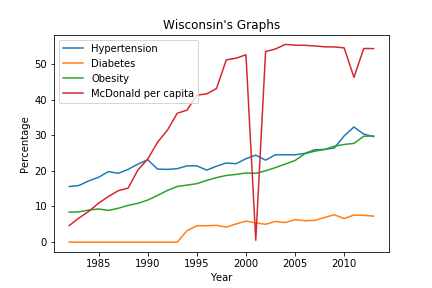 Wisconsin's Graphs
Hypertension
Diabetes
Obesity
McDonald per capita
Percentage
50
40
30
20
10
0
1985 1990 1995 2000 2005 2010
Year